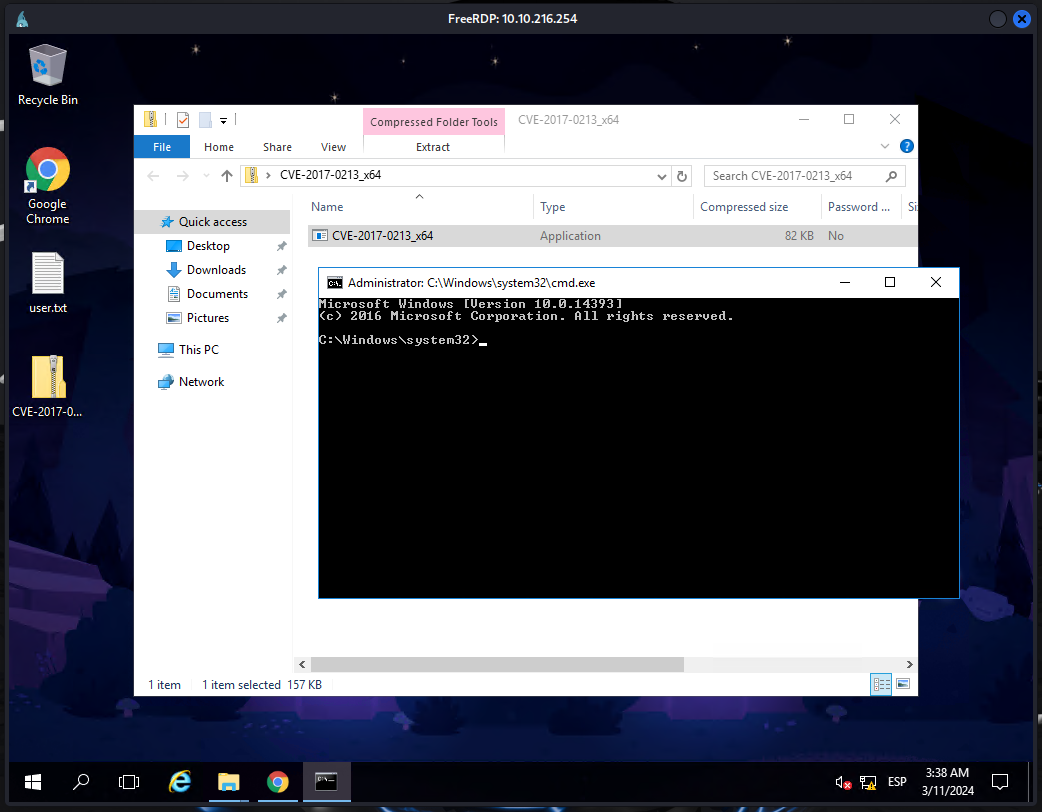 FreeRDP: 10.10.216.254
Recycle Bin
Google
Chrome
user.txt
CVE-2017-0...
Compressed Folder Tools
CVE-2017-0213_x64
File
Home
Share
View
Extract
CVE-2017-0213_x64
Search CVE-2017-0213_x64
Name
Type
Compressed size
Password ...
Si
Quick access
Desktop
Downloads
Documents
Pictures
This PC
Network
CVE-2017-0213_x64
Application
82 KB
No
Administrator: C:\Windows\system32\cmd.exe
Microsoft Windows [Version 10.0.14393]
(c) 2016 Microsoft Corporation. All rights reserved.
C:\Windows\system32>
1 item
1 item selected
157 KB
ESP
3:38 AM
3/11/2024